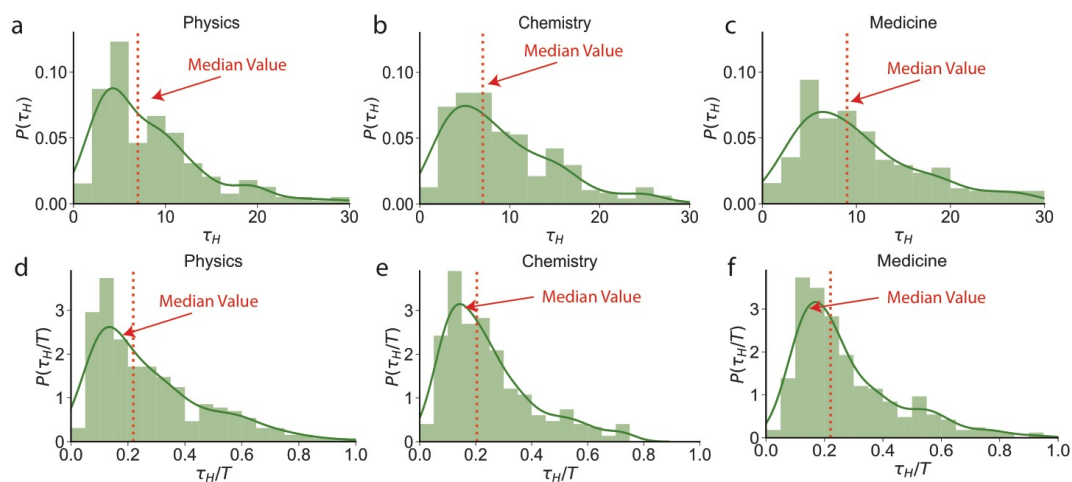 a
Physics
0.10
0.05
0.00
P(τH)
Median Value
0 10 20 30
τH
b
Chemistry
0.10
0.05
0.00
P(τH)
Median Value
0 10 20 30
τH
c
Medicine
0.10
0.05
0.00
P(τH)
Median Value
0 10 20 30
τH
d
Physics
3
2
1
0
P(τH/T)
Median Value
0.0 0.2 0.4 0.6 0.8 1.0
τH/T
e
Chemistry
3
2
1
0
P(τH/T)
Median Value
0.0 0.2 0.4 0.6 0.8 1.0
τH/T
f
Medicine
3
2
1
0
P(τH/T)
Median Value
0.0 0.2 0.4 0.6 0.8 1.0
τH/T